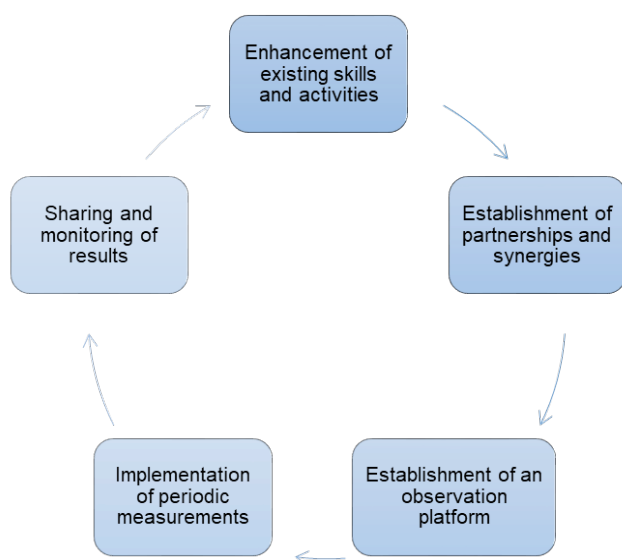 Enhancement of
existing skills
and activities
Establishment of
partnerships and
synergies
Establishment of an
observation
platform
Implementation
of periodic
measurements
Sharing and
monitoring of
results